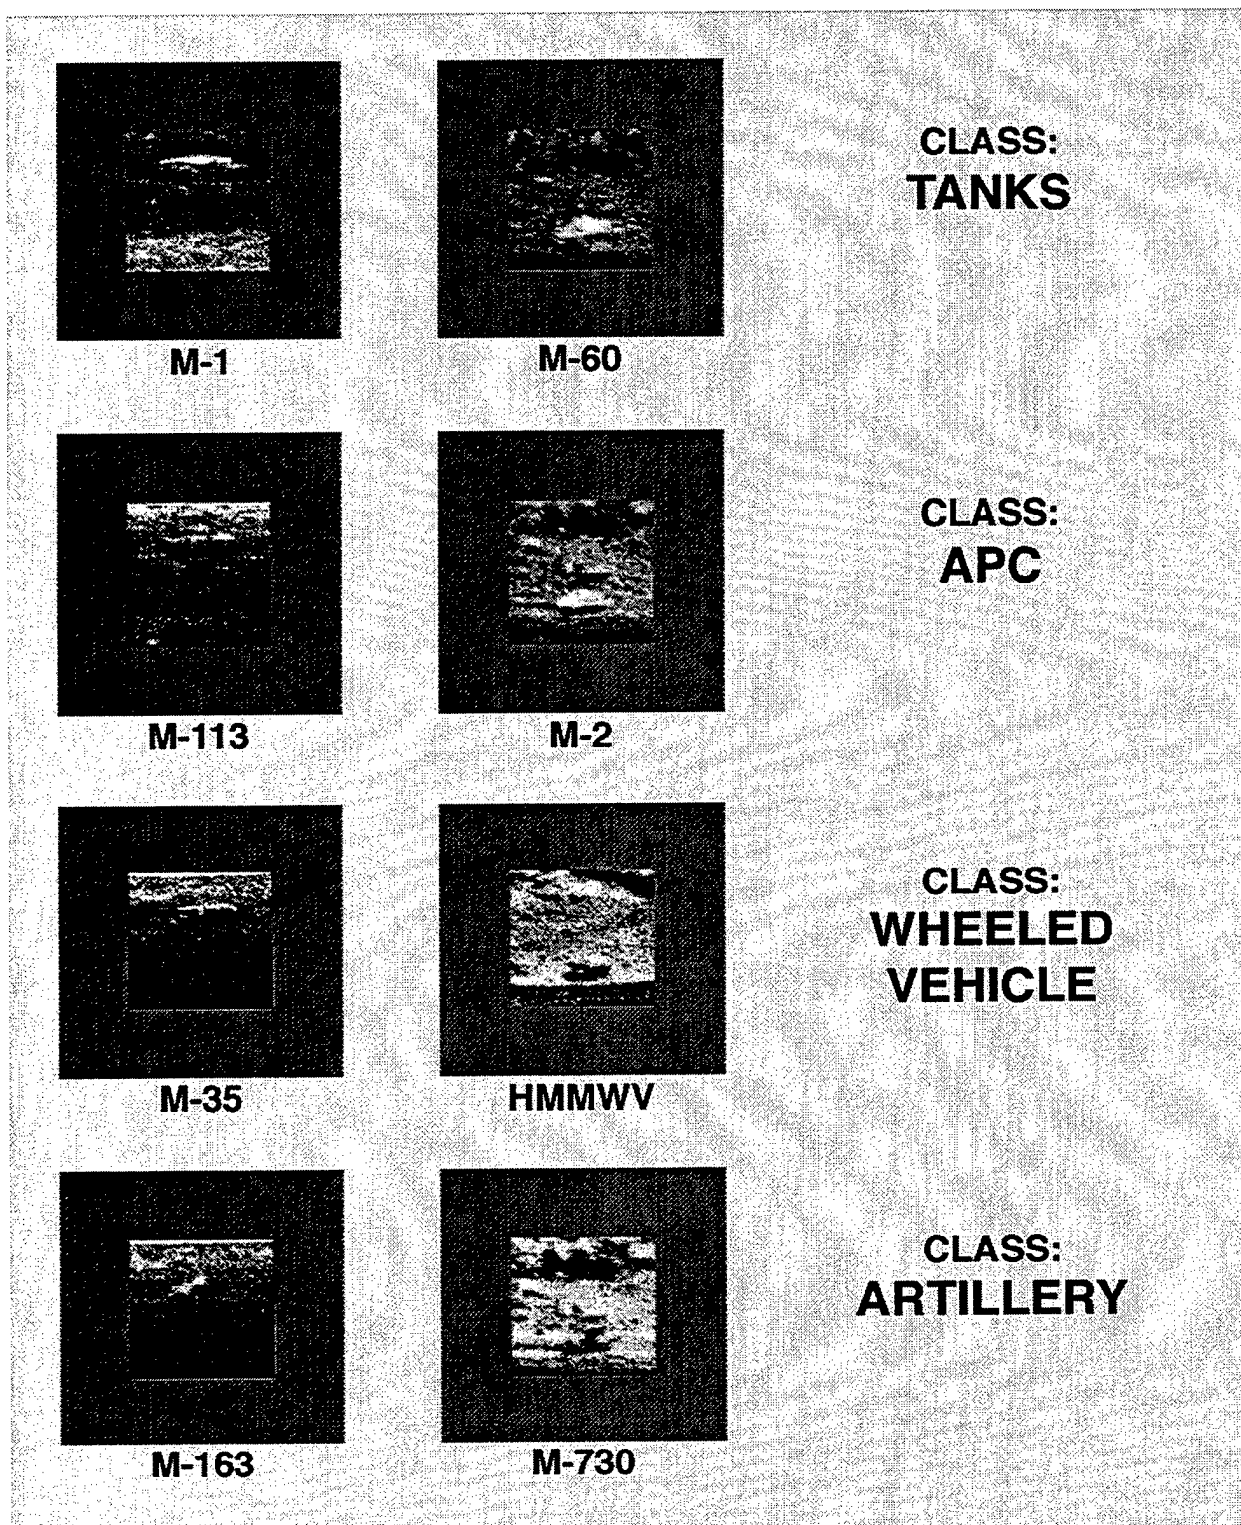 M-1
M-60
CLASS:
TANKS
M-113
M-2
CLASS:
APC
M-35
HMMWV
CLASS:
WHEELED
VEHICLE
M-163
M-730
CLASS:
ARTILLERY